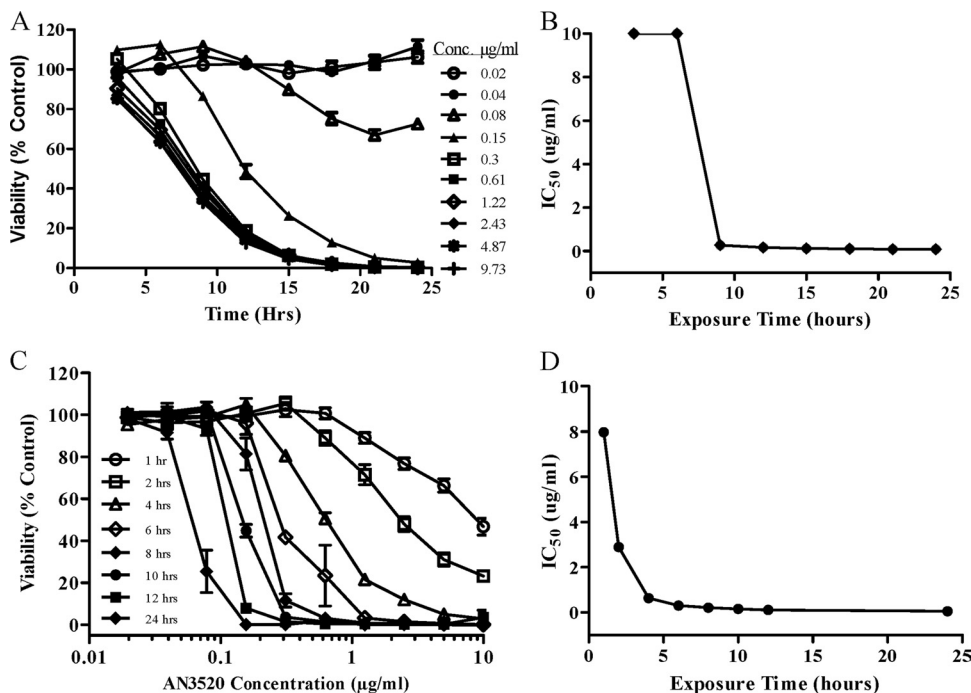 A
120
100
80
60
40
20
0
Viability (% Control)
0 5 10 15 20 25
Time (Hrs)
Conc. µg/ml
0.02
0.04
0.08
0.15
0.3
0.61
1.22
2.43
4.87
9.73
B
10
8
6
4
2
0
IC50 (ug/ml)
0 5 10 15 20 25
Exposure Time (hours)
C
120
100
80
60
40
20
0
Viability (% Control)
1 hr
2 hrs
4 hrs
6 hrs
8 hrs
10 hrs
12 hrs
24 hrs
0.01 0.1 1 10
AN3520 Concentration (µg/ml)
D
10
8
6
4
2
0
IC50 (ug/ml)
0 5 10 15 20 25
Exposure Time (hours)